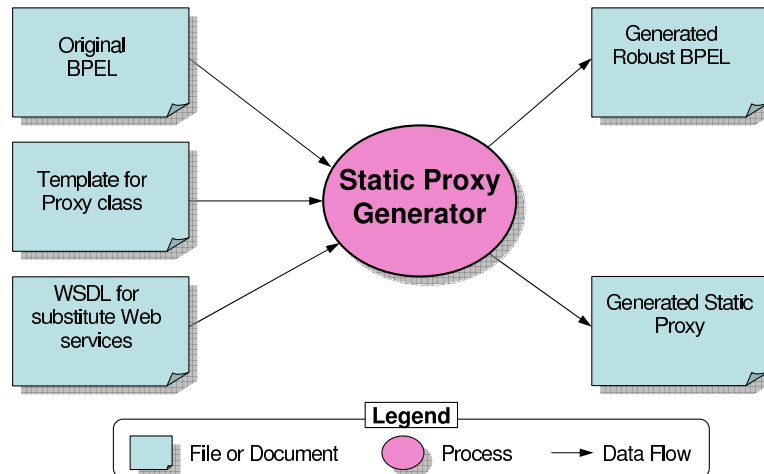 Original
BPEL
Template for
Proxy class
WSDL for
substitute Web
services
Static Proxy
Generator
Generated
Robust BPEL
Generated Static
Proxy
Legend
File or Document
Process
Data Flow